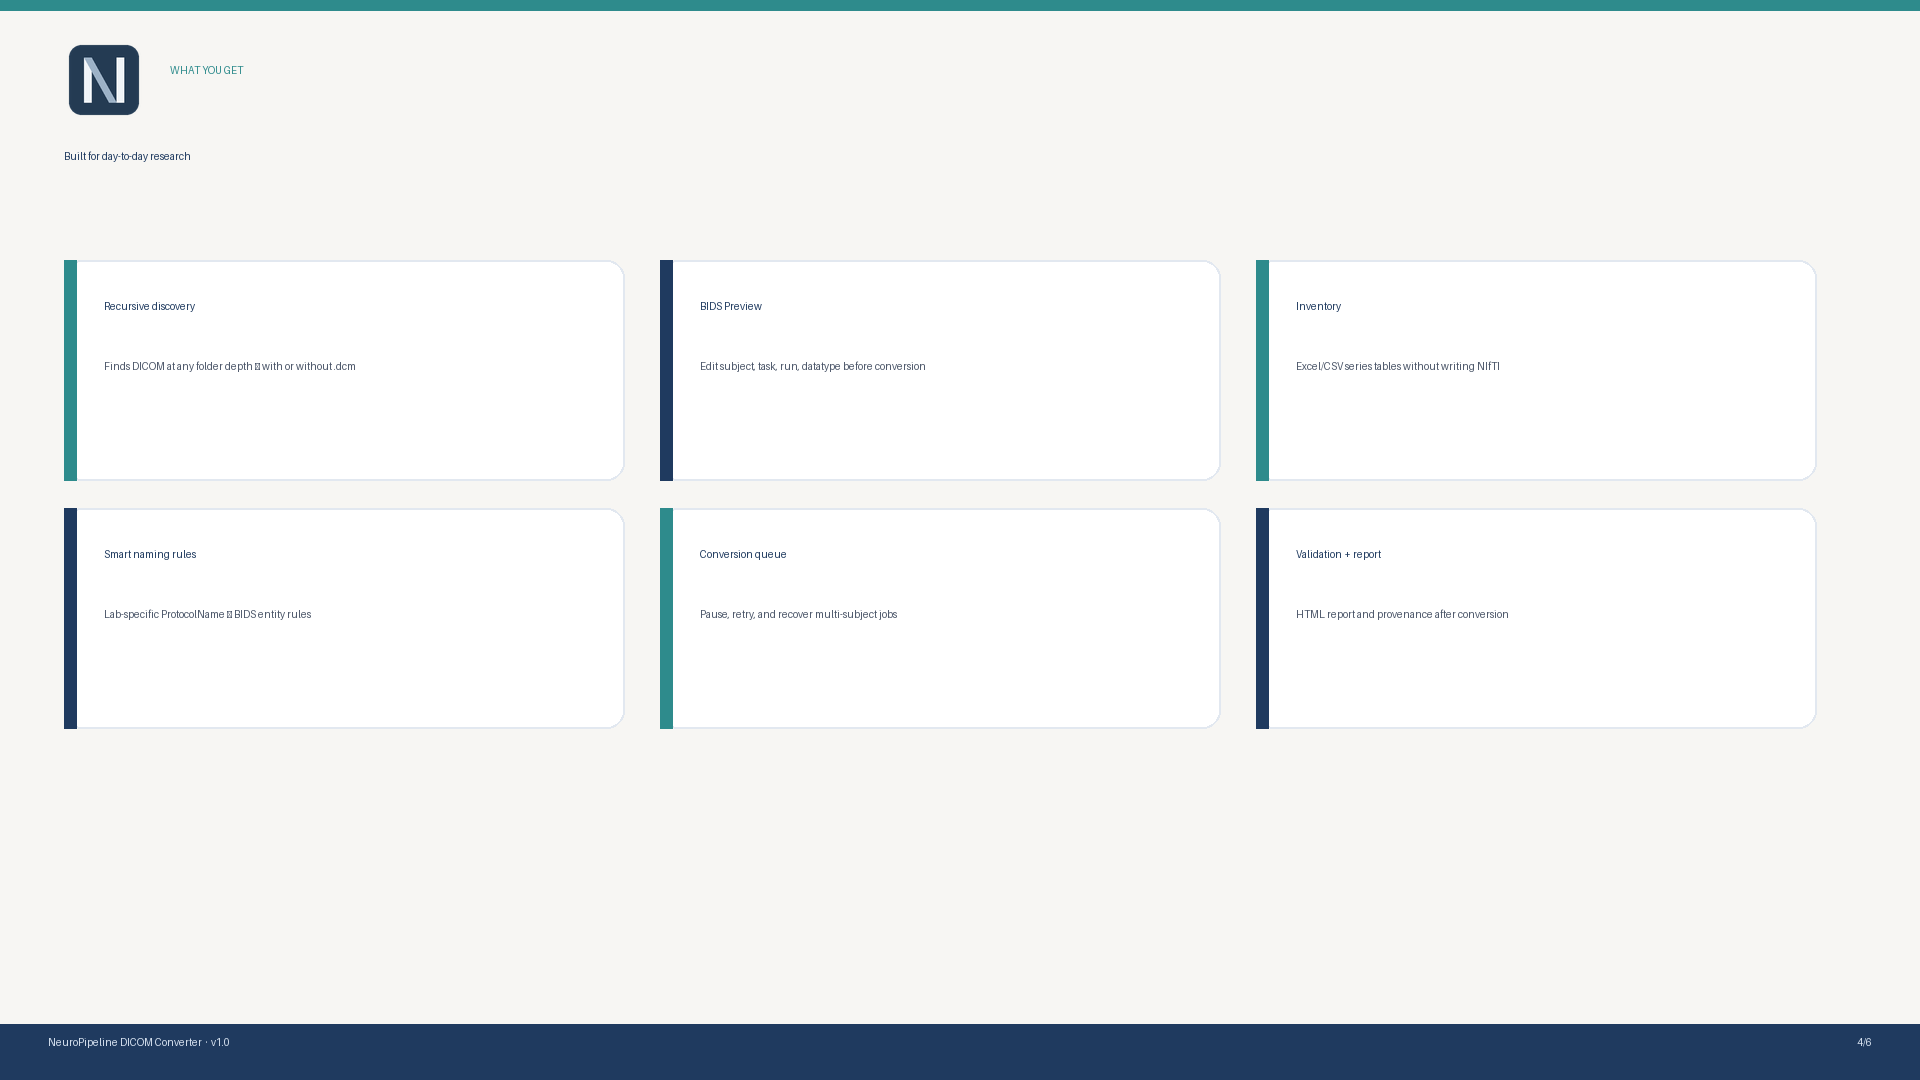 N
WHAT YOU GET
Built for day-to-day research
Recursive discovery
Finds DICOM at any folder depth ☒ with or without .dcm
BIDS Preview
Edit subject, task, run, datatype before conversion
Inventory
Excel/CSV series tables without writing NIfTI
Smart naming rules
Lab-specific ProtocolName ☒ BIDS entity rules
Conversion queue
Pause, retry, and recover multi-subject jobs
Validation + report
HTML report and provenance after conversion
NeuroPipeline DICOM Converter · v1.0
4/6